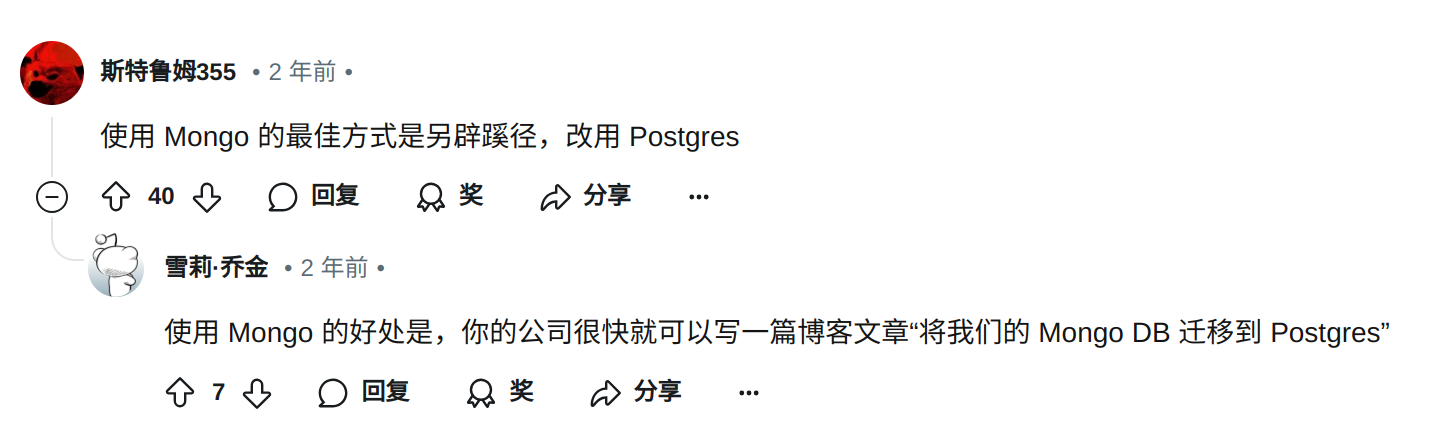 斯特鲁姆355 • 2 年前 •
使用 Mongo 的最佳方式是另辟蹊径，改用 Postgres
40 回复 奖 分享 ...
雪莉·乔金 • 2 年前 •
使用 Mongo 的好处是，你的公司很快就可以写一篇博客文章“将我们的 Mongo DB 迁移到 Postgres”
7 回复 奖 分享 ...